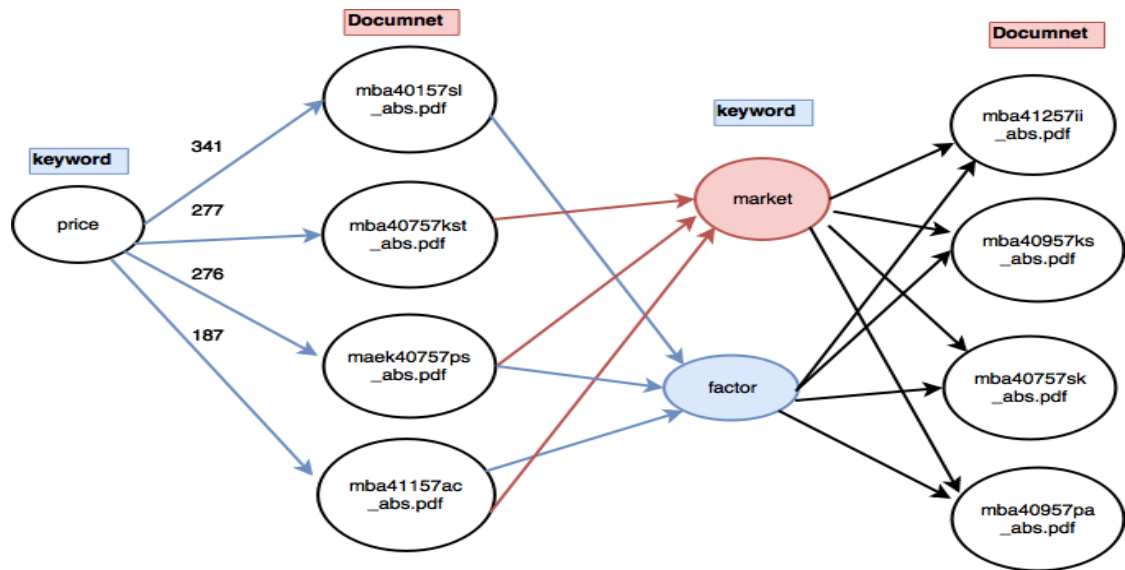 Documnet
Documnet
mba40157sl
_abs.pdf
mba41257ii
_abs.pdf
keyword
341
keyword
277
price
mba40757kst
_abs.pdf
market
mba40957ks
_abs.pdf
276
187
maek40757ps
_abs.pdf
factor
mba40757sk
_abs.pdf
mba41157ac
_abs.pdf
mba40957pa
_abs.pdf